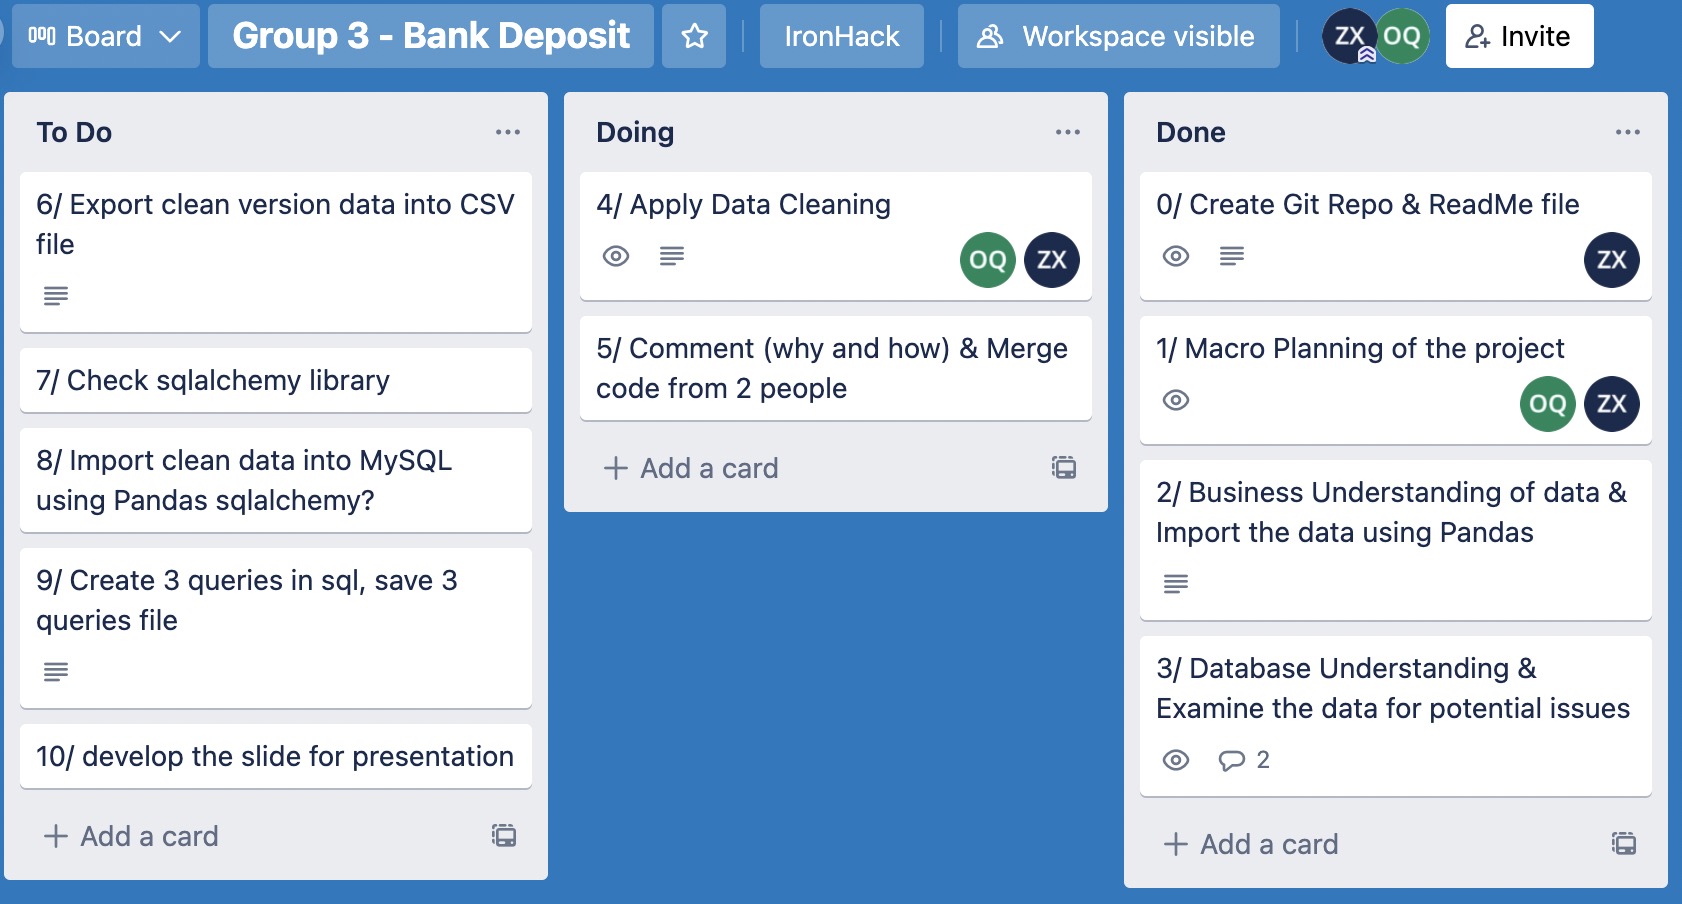 Board
Group 3 - Bank Deposit
IronHack
Workspace visible
ZX
OQ
Invite
To Do
6/ Export clean version data into CSV
file
7/ Check sqlalchemy library
8/ Import clean data into MySQL
using Pandas sqlalchemy?
9/ Create 3 queries in sql, save 3
queries file
10/ develop the slide for presentation
Add a card
Doing
4/ Apply Data Cleaning
OQ
ZX
5/ Comment (why and how) & Merge
code from 2 people
Add a card
Done
0/ Create Git Repo & ReadMe file
ZX
1/ Macro Planning of the project
OQ
ZX
2/ Business Understanding of data &
Import the data using Pandas
3/ Database Understanding &
Examine the data for potential issues
2
Add a card